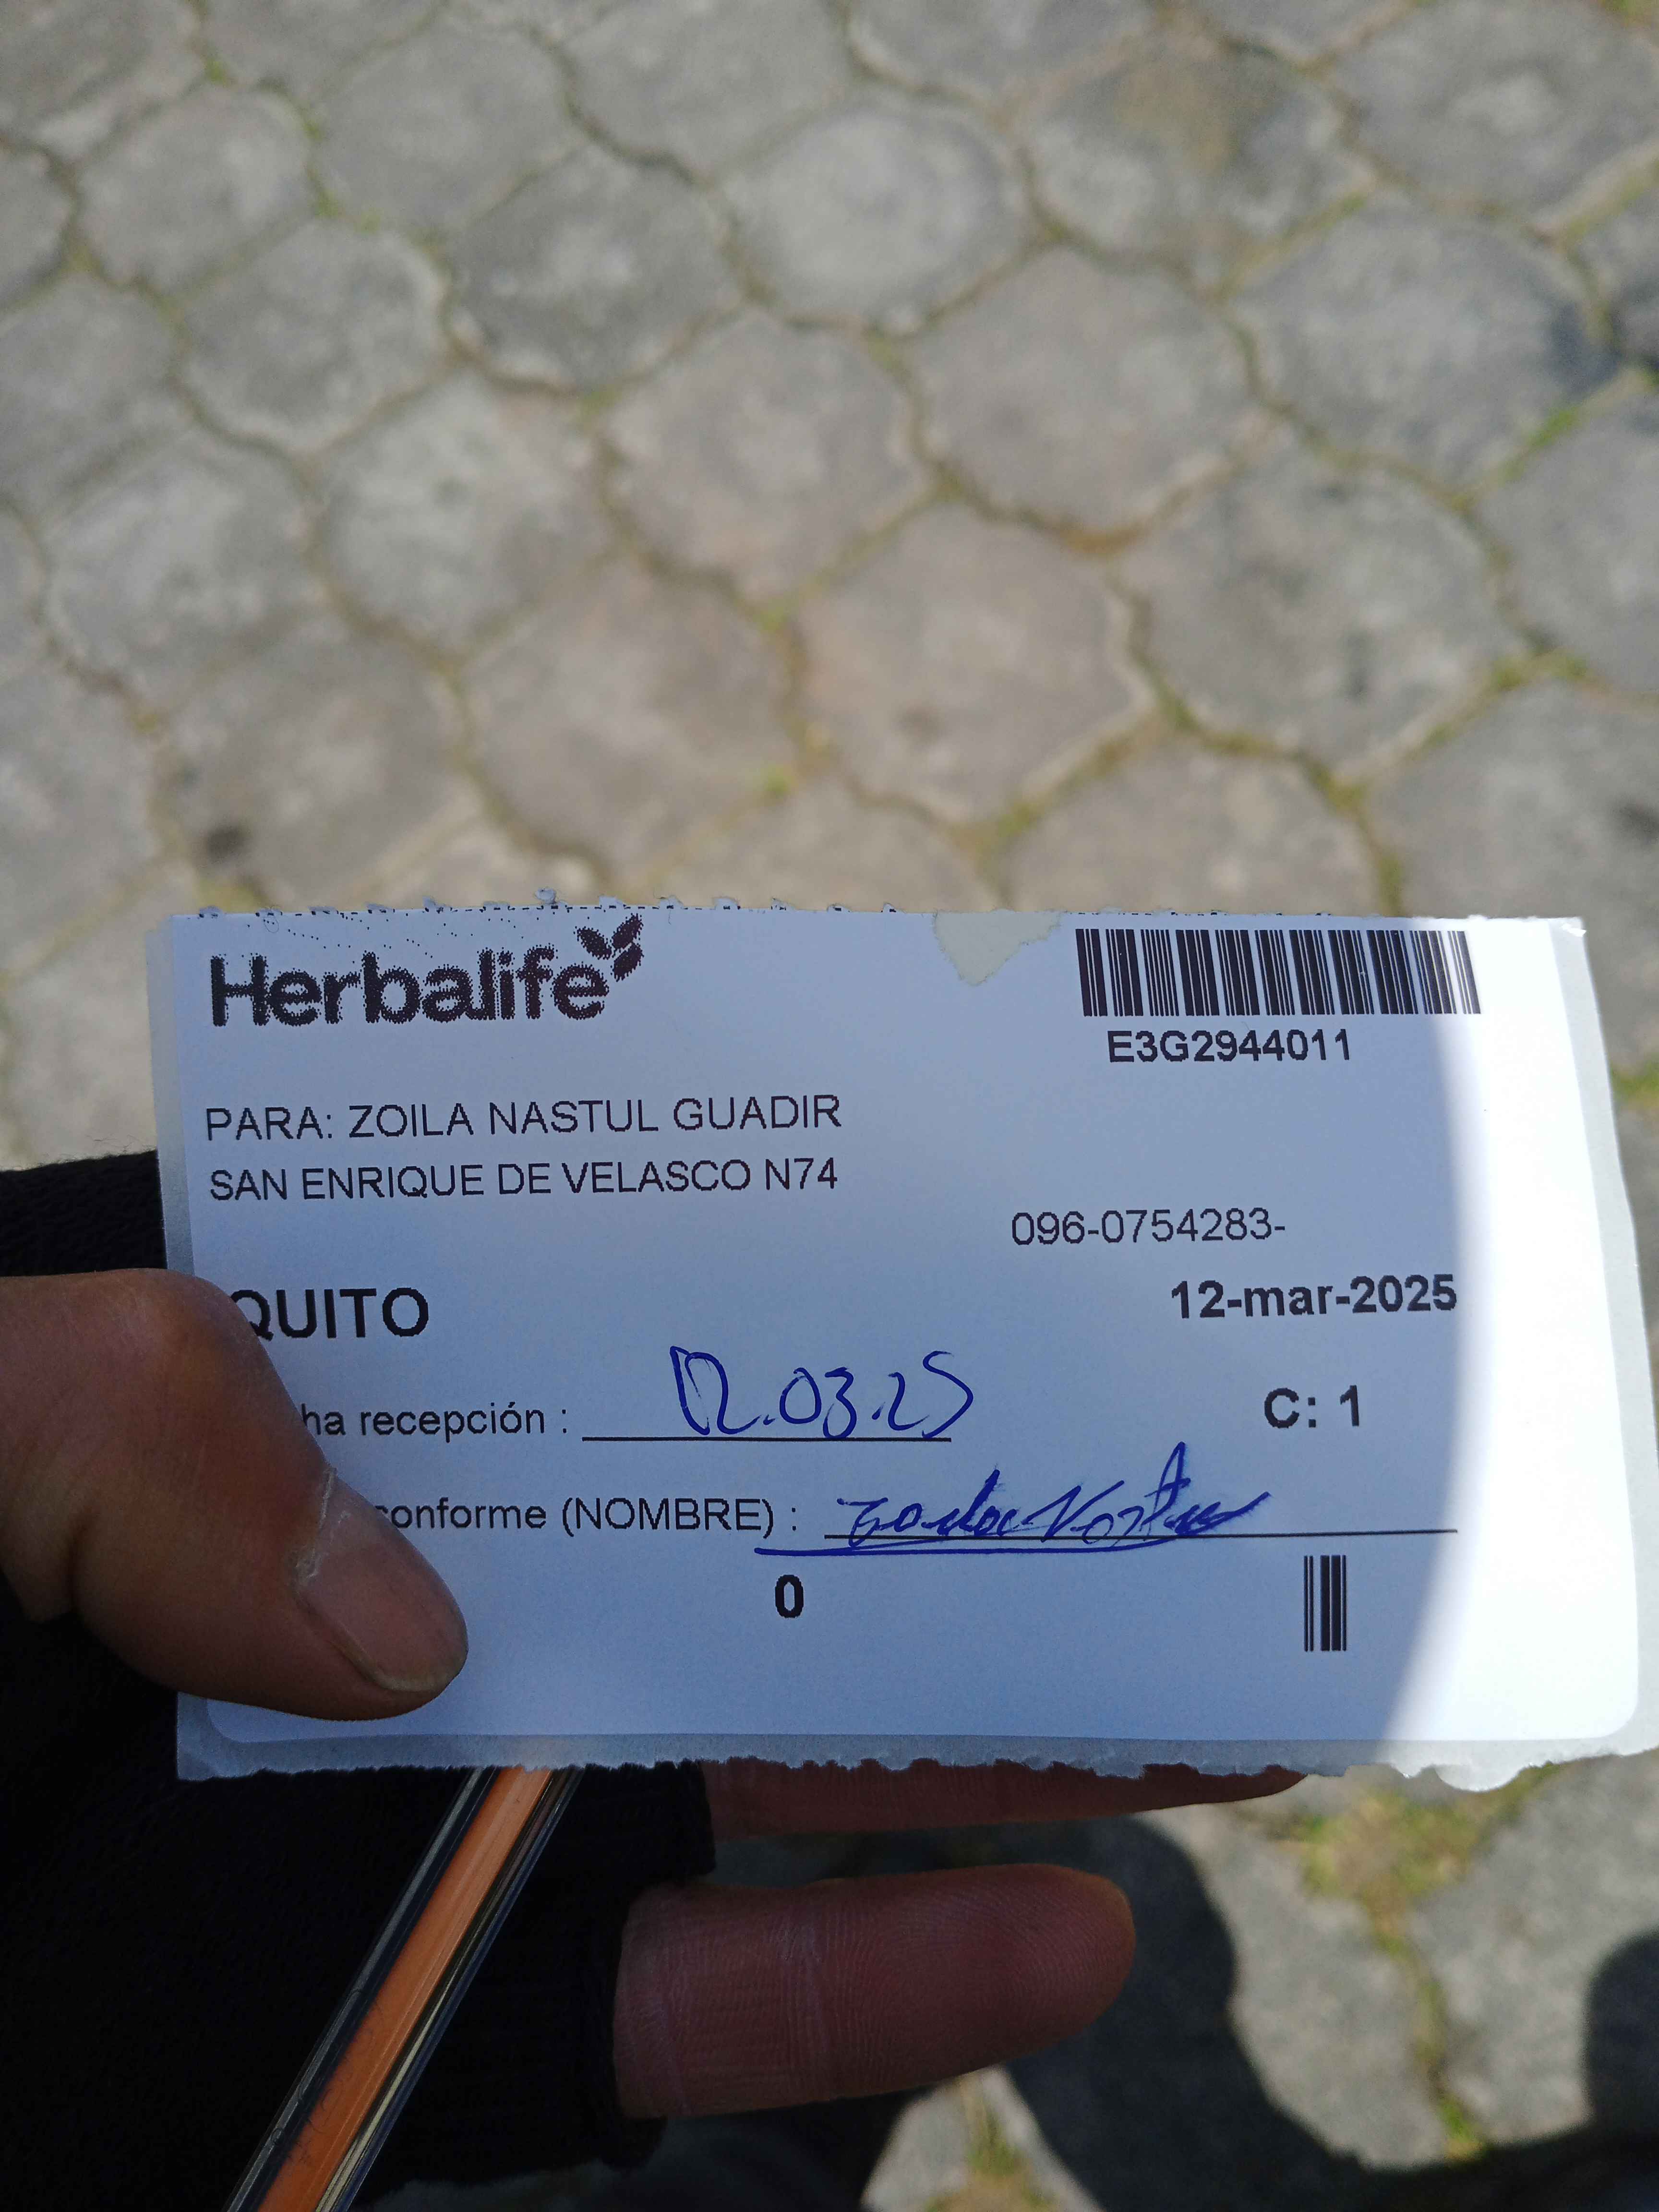 Herbalife
E3G2944011
PARA: ZOILA NASTUL GUADIR
SAN ENRIQUE DE VELASCO N74
096-0754283-
QUITO
12-mar-2025
ha recepción : 12.03.25
C: 1
conforme (NOMBRE) :
0